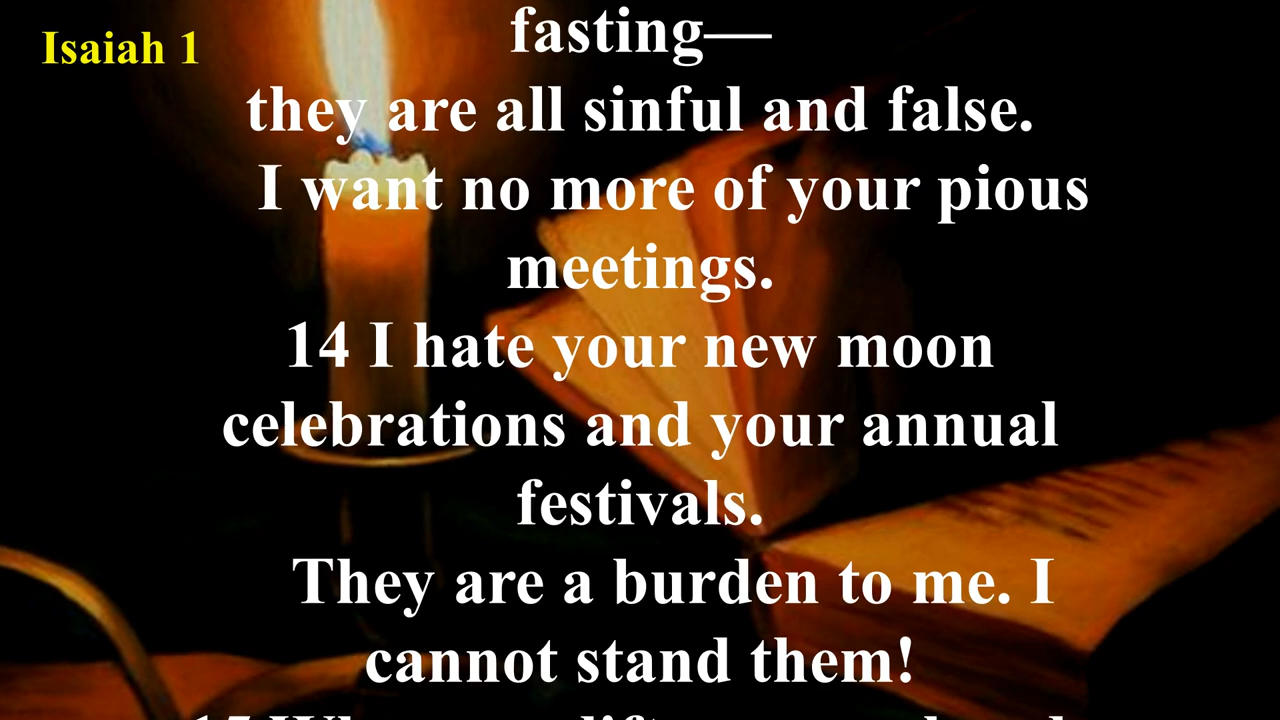 Isaiah 1
fasting—
they are all sinful and false.
I want no more of your pious
meetings.
14 I hate your new moon
celebrations and your annual
festivals.
They are a burden to me. I
cannot stand them!